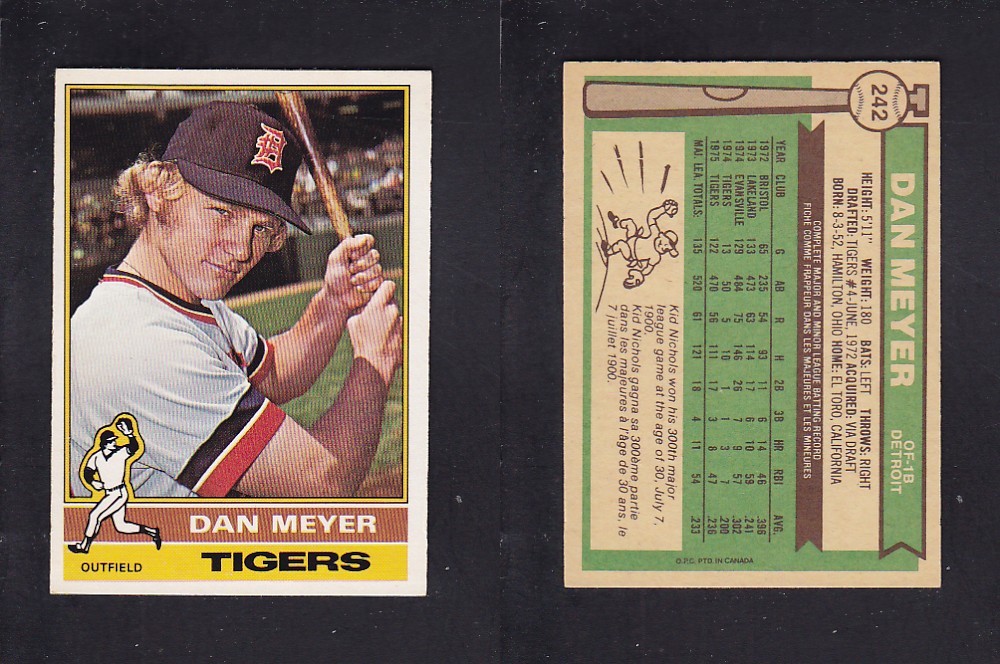 D
DAN MEYER
TIGERS
OUTFIELD
242
DAN MEYER
OF-1B
DETROIT
HEIGHT: 5'11" WEIGHT: 180 BATS: LEFT THROWS: RIGHT
DRAFTED: TIGERS #4-JUNE, 1972 ACQUIRED: VIA DRAFT
BORN: 8-3-52, HAMILTON, OHIO HOME: EL TORO, CALIFORNIA
COMPLETE MAJOR AND MINOR LEAGUE BATTING RECORD
FICHE COMME FRAPPEUR DANS LES MAJEURES ET LES MINEURES
YEAR CLUB G AB R H 2B 3B HR RBI AVG.
1972 BRISTOL 65 235 54 93 11 6 14 46 .396
1973 LAKELAND 133 473 63 114 17 6 10 59 .241
1974 EVANSVILLE 129 484 75 146 26 7 9 57 .302
1974 TIGERS 13 50 5 10 1 1 3 7 .200
1975 TIGERS 122 470 56 111 17 3 8 47 .236
MAJ. LEA. TOTALS: 135 520 61 121 18 4 11 54 .233
Kid Nichols won his 300th major
league game at the age of 30, July 7,
1900.
Kid Nichols gagna sa 300ème partie
dans les majeures à l'âge de 30 ans, le
7 juillet 1900.
O.P.C. PTD. IN CANADA